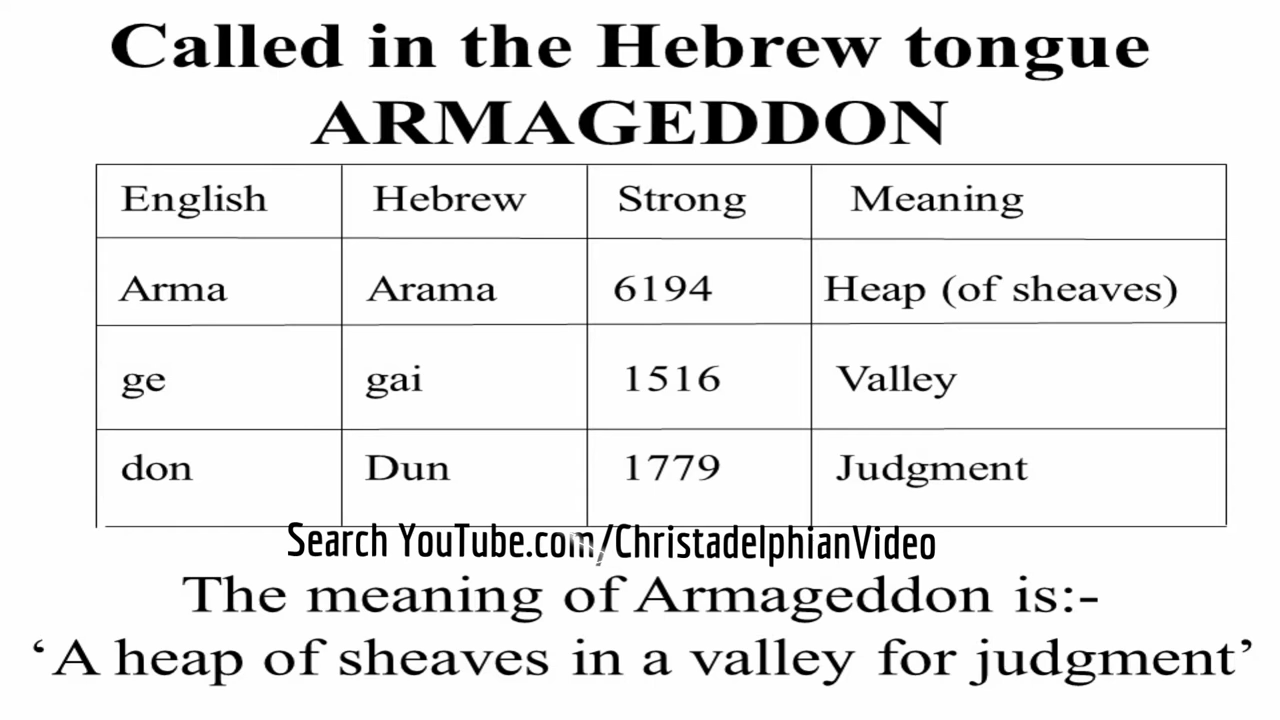 Called in the Hebrew tongue
ARMAGEDDON
English Hebrew Strong Meaning
Arma Arama 6194 Heap (of sheaves)
ge gai 1516 Valley
don Dun 1779 Judgment
Search YouTube.com/ChristadelphianVideo
The meaning of Armageddon is:-
‘A heap of sheaves in a valley for judgment’